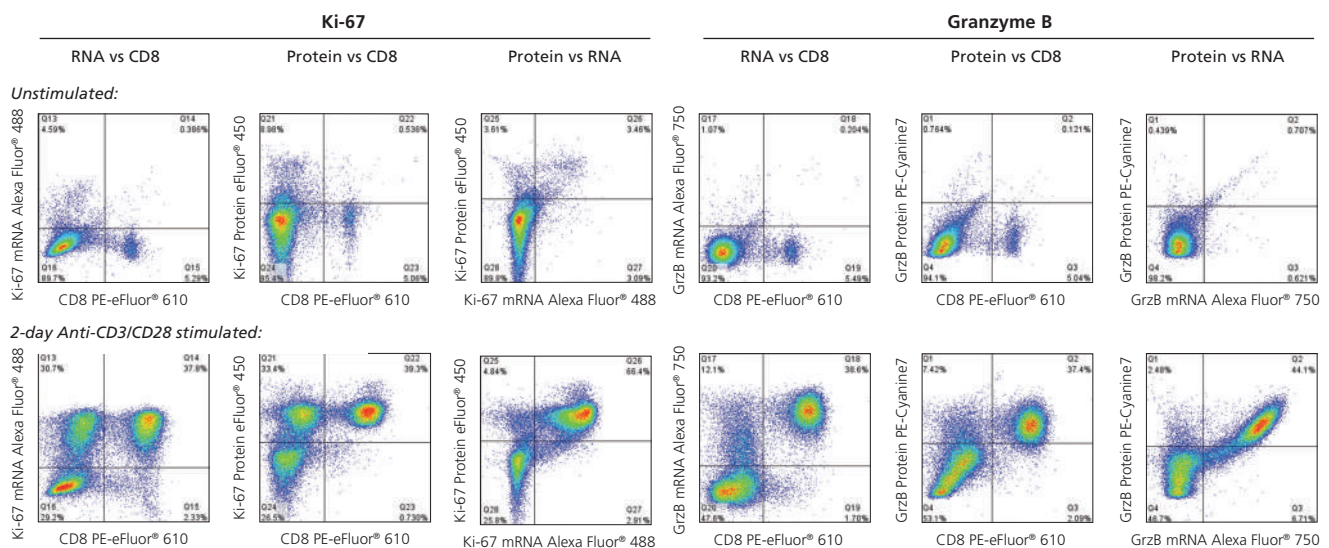 Ki-67
Granzyme B
RNA vs CD8
Protein vs CD8
Protein vs RNA
RNA vs CD8
Protein vs CD8
Protein vs RNA
Unstimulated:
Ki-67 mRNA Alexa Fluor® 488
Q13
4.59%
Q14
0.386%
Q16
89.7%
Q15
5.29%
CD8 PE-eFluor® 610
Ki-67 Protein eFluor® 450
Q21
8.98%
Q22
0.536%
Q24
85.4%
Q23
5.06%
CD8 PE-eFluor® 610
Ki-67 Protein eFluor® 450
Q25
3.61%
Q26
3.46%
Q28
89.8%
Q27
3.09%
Ki-67 mRNA Alexa Fluor® 488
GrzB mRNA Alexa Fluor® 750
Q17
1.07%
Q18
0.204%
Q20
93.2%
Q19
5.49%
CD8 PE-eFluor® 610
GrzB Protein PE-Cyanine7
Q1
0.764%
Q2
0.121%
Q4
94.1%
Q3
5.04%
CD8 PE-eFluor® 610
GrzB Protein PE-Cyanine7
Q1
0.439%
Q2
0.707%
Q4
98.2%
Q3
0.621%
GrzB mRNA Alexa Fluor® 750
2-day Anti-CD3/CD28 stimulated:
Ki-67 mRNA Alexa Fluor® 488
Q13
30.7%
Q14
37.8%
Q16
29.2%
Q15
2.33%
CD8 PE-eFluor® 610
Ki-67 Protein eFluor® 450
Q21
33.4%
Q22
39.3%
Q24
26.5%
Q23
0.730%
CD8 PE-eFluor® 610
Ki-67 Protein eFluor® 450
Q25
4.84%
Q26
66.4%
Q28
25.8%
Q27
2.91%
Ki-67 mRNA Alexa Fluor® 488
GrzB mRNA Alexa Fluor® 750
Q17
12.1%
Q18
38.6%
Q20
47.6%
Q19
1.70%
CD8 PE-eFluor® 610
GrzB Protein PE-Cyanine7
Q1
7.42%
Q2
37.4%
Q4
53.1%
Q3
2.09%
CD8 PE-eFluor® 610
GrzB Protein PE-Cyanine7
Q1
2.48%
Q2
44.1%
Q4
46.7%
Q3
6.71%
GrzB mRNA Alexa Fluor® 750